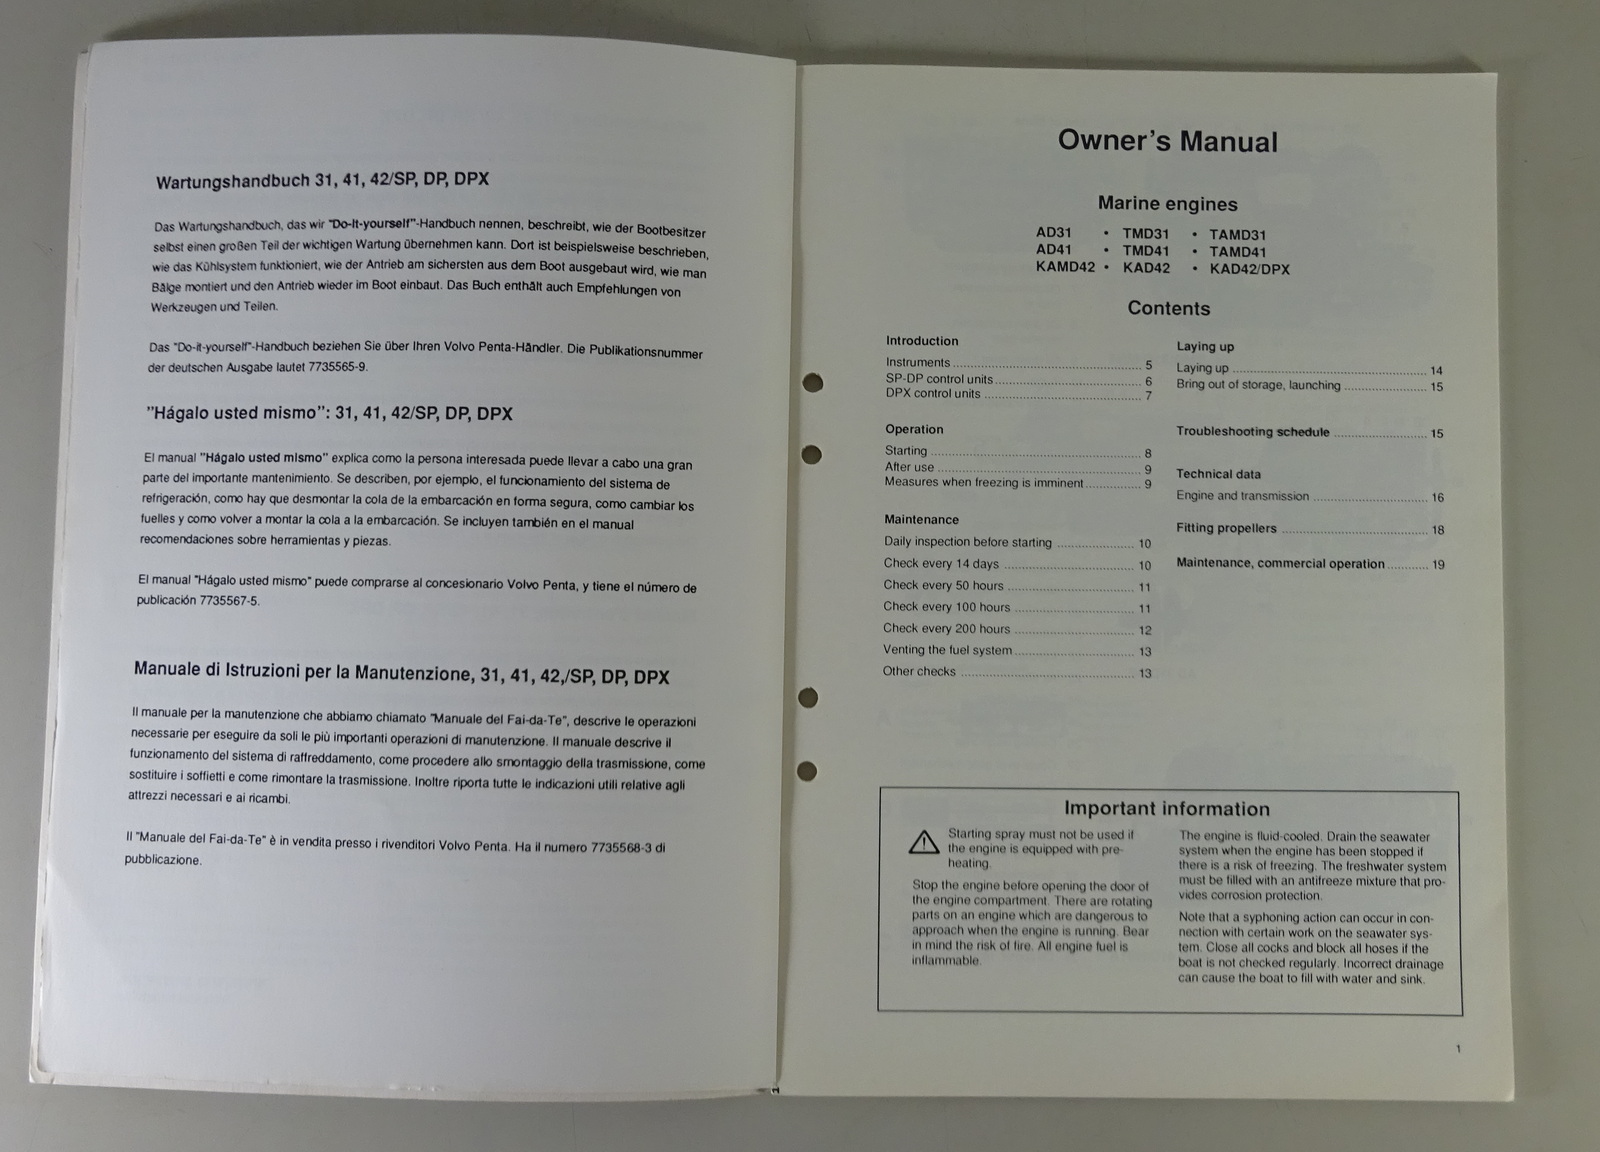 Wartungshandbuch 31, 41, 42/SP, DP, DPX
Das Wartungshandbuch, das wir "Do-It-yourself"-Handbuch nennen, beschreibt, wie der Bootbesitzer
selbst einen großen Teil der wichtigen Wartung übernehmen kann. Dort ist beispielsweise beschrieben,
wie das Kühlsystem funktioniert, wie der Antrieb am sichersten aus dem Boot ausgebaut wird, wie man
Bälge montiert und den Antrieb wieder im Boot einbaut. Das Buch enthält auch Empfehlungen von
Werkzeugen und Teilen.
Das "Do-it-yourself"-Handbuch beziehen Sie über Ihren Volvo Penta-Händler. Die Publikationsnummer
der deutschen Ausgabe lautet 7735565-9.
"Hágalo usted mismo": 31, 41, 42/SP, DP, DPX
El manual "Hágalo usted mismo" explica como la persona interesada puede llevar a cabo una gran
parte del importante mantenimiento. Se describen, por ejemplo, el funcionamiento del sistema de
refrigeración, como hay que desmontar la cola de la embarcación en forma segura, como cambiar los
fuelles y como volver a montar la cola a la embarcación. Se incluyen también en el manual
recomendaciones sobre herramientas y piezas.
El manual "Hágalo usted mismo" puede comprarse al concesionario Volvo Penta, y tiene el número de
publicación 7735567-5.
Manuale di Istruzioni per la Manutenzione, 31, 41, 42,/SP, DP, DPX
Il manuale per la manutenzione che abbiamo chiamato "Manuale del Fai-da-Te", descrive le operazioni
necessarie per eseguire da soli le più importanti operazioni di manutenzione. Il manuale descrive il
funzionamento del sistema di raffreddamento, come procedere allo smontaggio della trasmissione, come
sostituire i soffietti e come rimontare la trasmissione. Inoltre riporta tutte le indicazioni utili relative agli
attrezzi necessari e ai ricambi.
Il "Manuale del Fai-da-Te" è in vendita presso i rivenditori Volvo Penta. Ha il numero 7735568-3 di
pubblicazione.
Owner's Manual
Marine engines
AD31 • TMD31 • TAMD31
AD41 • TMD41 • TAMD41
KAMD42 • KAD42 • KAD42/DPX
Contents
Introduction
Instruments ........ 5
SP-DP control units ........ 6
DPX control units ........ 7
Operation
Starting ........ 8
After use ........ 9
Measures when freezing is imminent ........ 9
Maintenance
Daily inspection before starting ........ 10
Check every 14 days ........ 10
Check every 50 hours ........ 11
Check every 100 hours ........ 11
Check every 200 hours ........ 12
Venting the fuel system ........ 13
Other checks ........ 13
Laying up
Laying up ........ 14
Bring out of storage, launching ........ 15
Troubleshooting schedule ........ 15
Technical data
Engine and transmission ........ 16
Fitting propellers ........ 18
Maintenance, commercial operation ........ 19
Important information
Starting spray must not be used if
the engine is equipped with pre-
heating.
Stop the engine before opening the door of
the engine compartment. There are rotating
parts on an engine which are dangerous to
approach when the engine is running. Bear
in mind the risk of fire. All engine fuel is
inflammable.
The engine is fluid-cooled. Drain the seawater
system when the engine has been stopped if
there is a risk of freezing. The freshwater system
must be filled with an antifreeze mixture that pro-
vides corrosion protection.
Note that a syphoning action can occur in con-
nection with certain work on the seawater sys-
tem. Close all cocks and block all hoses if the
boat is not checked regularly. Incorrect drainage
can cause the boat to fill with water and sink.
1